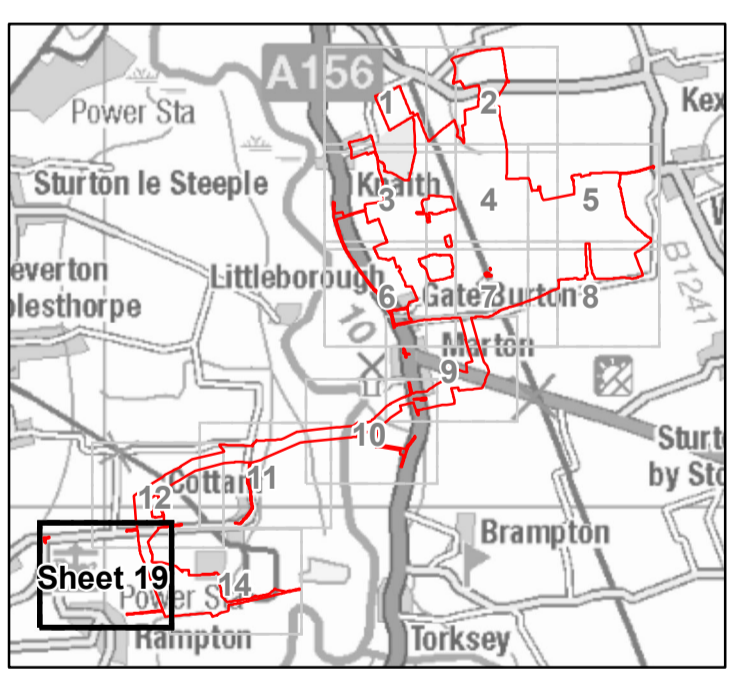 A156
1
2
Power Sta
Kex
Sturton le Steeple
Knaith
3
4
5
everton
Littleborough
plesthorpe
6
Gate Burton
7
8
B1241
10
Marton
9
Sturt
by Sto
10
Cottam
11
12
Brampton
Sheet 19
Power Sta
14
Rampton
Torksey